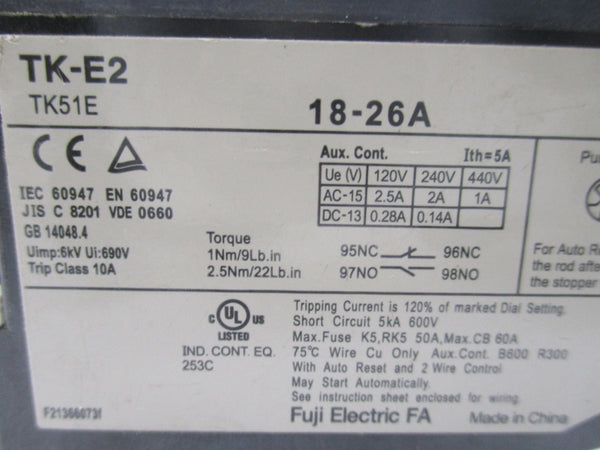 TK-E2
TK51E
18-26A
CE
IEC 60947 EN 60947
JIS C 8201 VDE 0660
GB 14048.4
Uimp:6kV Ui:690V
Trip Class 10A
Aux. Cont. Ith=5A
Ue (V) 120V 240V 440V
AC-15 2.5A 2A 1A
DC-13 0.28A 0.14A
Torque
1Nm/9Lb.in
2.5Nm/22Lb.in
95NC 96NC
97NO 98NO
For Auto
the rod
the stopper
C UL US
LISTED
IND. CONT. EQ.
253C
Tripping Current is 120% of marked Dial Setting.
Short Circuit 5kA 600V
Max.Fuse K5,RK5 50A,Max.CB 60A
75°C Wire Cu Only Aux.Cont. B600 R300
With Auto Reset and 2 Wire Control
May Start Automatically.
See instruction sheet enclosed for wiring.
Fuji Electric FA Made in China